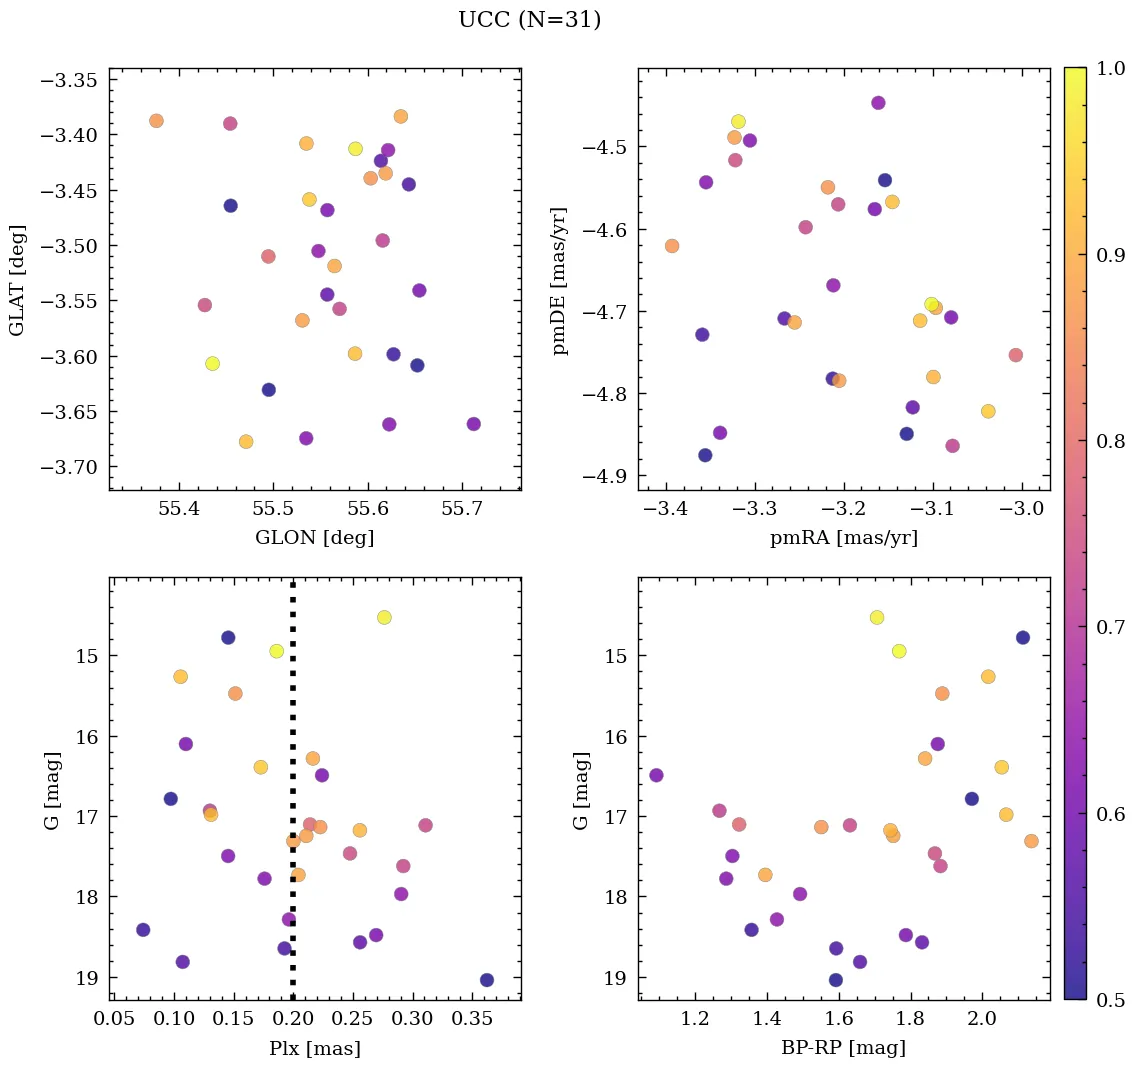 UCC (N=31)
−3.35
−3.40
−3.45
−3.50
−3.55
−3.60
−3.65
−3.70
GLAT [deg]
55.4 55.5 55.6 55.7
GLON [deg]
−4.5
−4.6
−4.7
−4.8
−4.9
pmDE [mas/yr]
−3.4 −3.3 −3.2 −3.1 −3.0
pmRA [mas/yr]
15
16
17
18
19
G [mag]
0.05 0.10 0.15 0.20 0.25 0.30 0.35
Plx [mas]
15
16
17
18
19
G [mag]
1.2 1.4 1.6 1.8 2.0
BP-RP [mag]
1.0
0.9
0.8
0.7
0.6
0.5